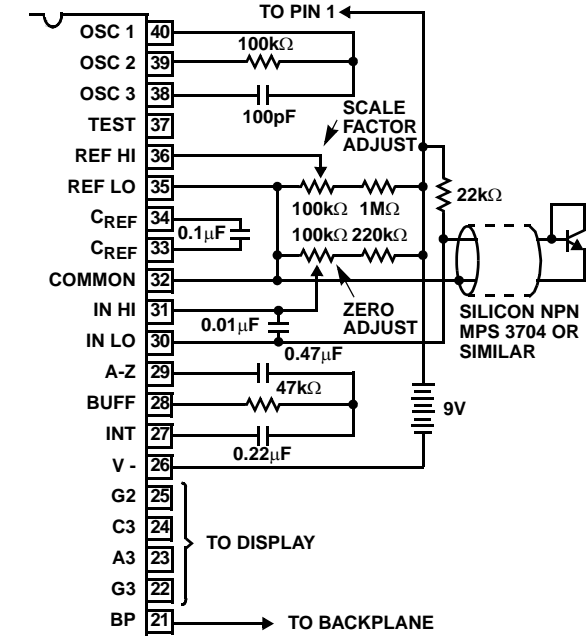 TO PIN 1
OSC 1 40
100kΩ
OSC 2 39
OSC 3 38
100pF
TEST 37
SCALE
FACTOR
ADJUST
REF HI 36
REF LO 35
22kΩ
100kΩ 1MΩ
CREF 34
0.1μF
100kΩ 220kΩ
CREF 33
COMMON 32
IN HI 31
ZERO
ADJUST
SILICON NPN
MPS 3704 OR
SIMILAR
0.01μF
IN LO 30
0.47μF
A-Z 29
47kΩ
BUFF 28
9V
INT 27
0.22μF
V - 26
G2 25
C3 24
TO DISPLAY
A3 23
G3 22
BP 21
TO BACKPLANE